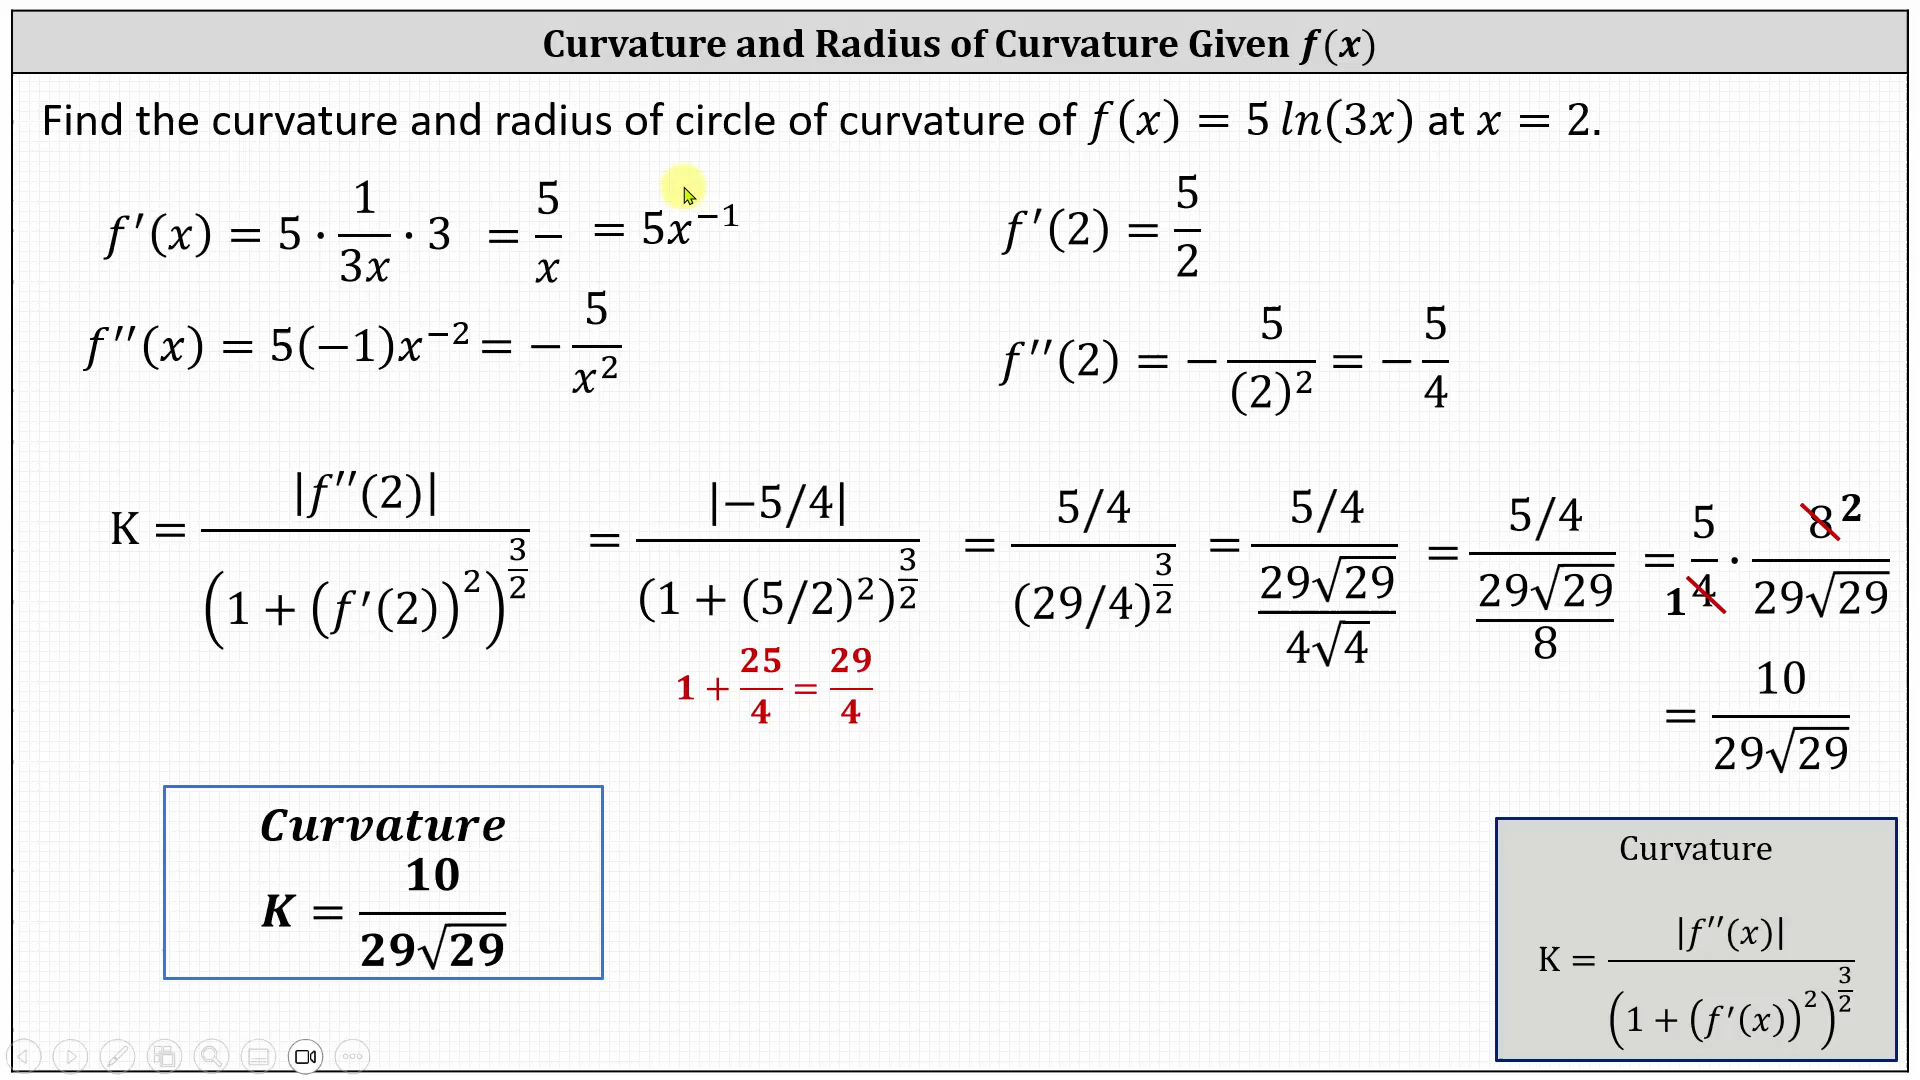 Curvature and Radius of Curvature Given f(x)
Find the curvature and radius of circle of curvature of f(x) = 5 ln(3x) at x = 2.
f′(x) = 5 · 1/3x · 3 = 5/x = 5x⁻¹
f′(2) = 5/2
f′′(x) = 5(−1)x⁻² = − 5/x²
f′′(2) = − 5/(2)² = − 5/4
K = |f′′(2)| / (1 + (f′(2))²)^(3/2) = |−5/4| / (1 + (5/2)²)^(3/2) = 5/4 / (29/4)^(3/2) = 5/4 / (29√29 / 4√4) = 5/4 / (29√29 / 8) = 5/4 1 · 8 2 / 29√29
1 + 25/4 = 29/4
= 10 / 29√29
Curvature
K = 10 / 29√29
Curvature
K = |f′′(x)| / (1 + (f′(x))²)^(3/2)